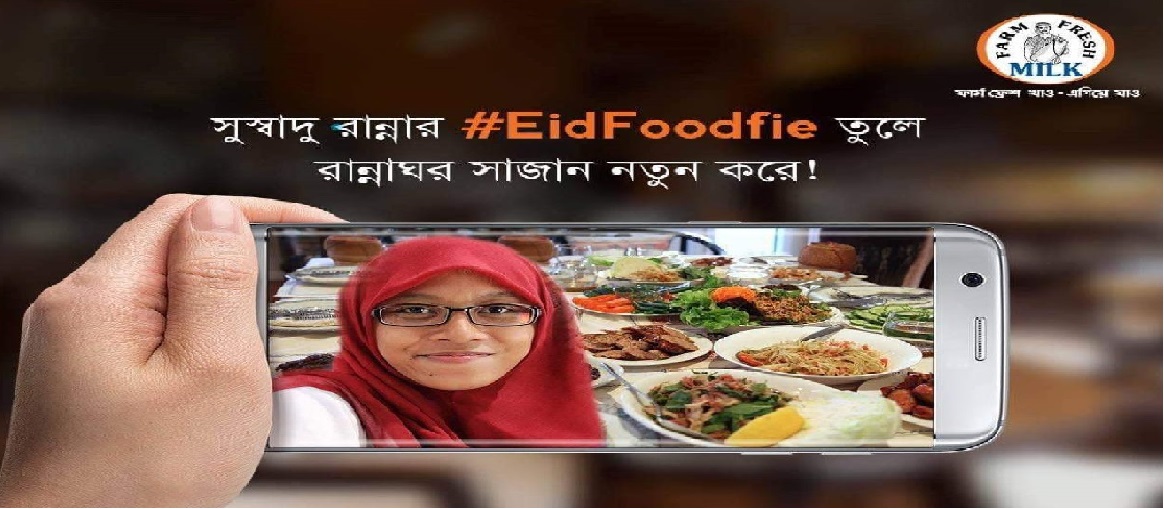 FARM FRESH
MILK
ফার্ম ফ্রেশ খাও - এগিয়ে যাও
সুস্বাদু রান্নার #EidFoodfie তুলে
রান্নাঘর সাজান নতুন করে!